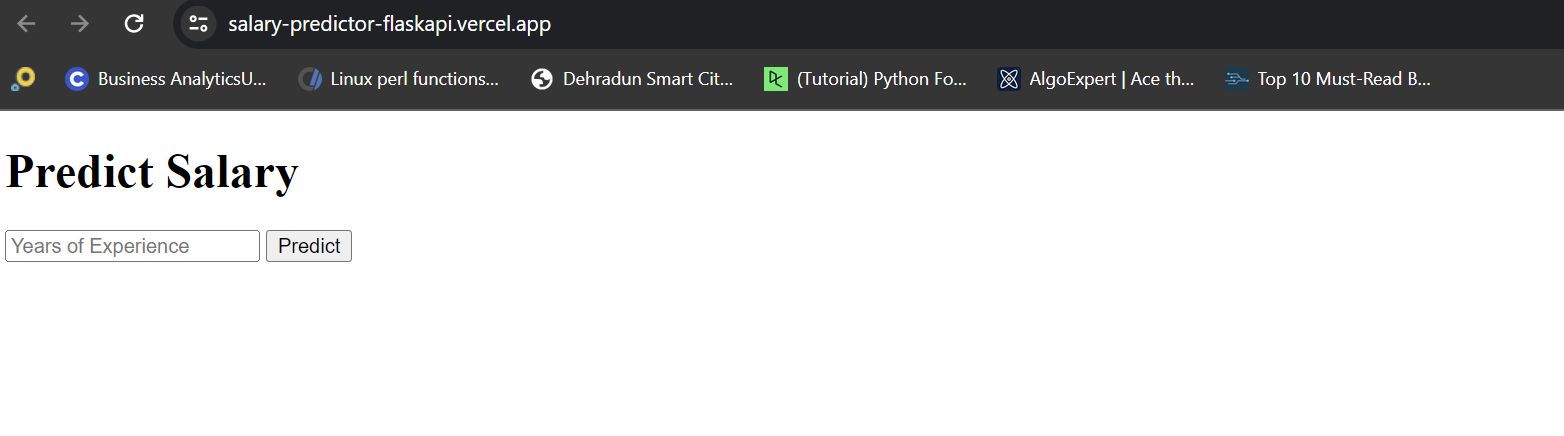 salary-predictor-flaskapi.vercel.app
Business AnalyticsU... Linux perl functions... Dehradun Smart Cit... (Tutorial) Python Fo... AlgoExpert | Ace th... Top 10 Must-Read B...
Predict Salary
Years of Experience Predict